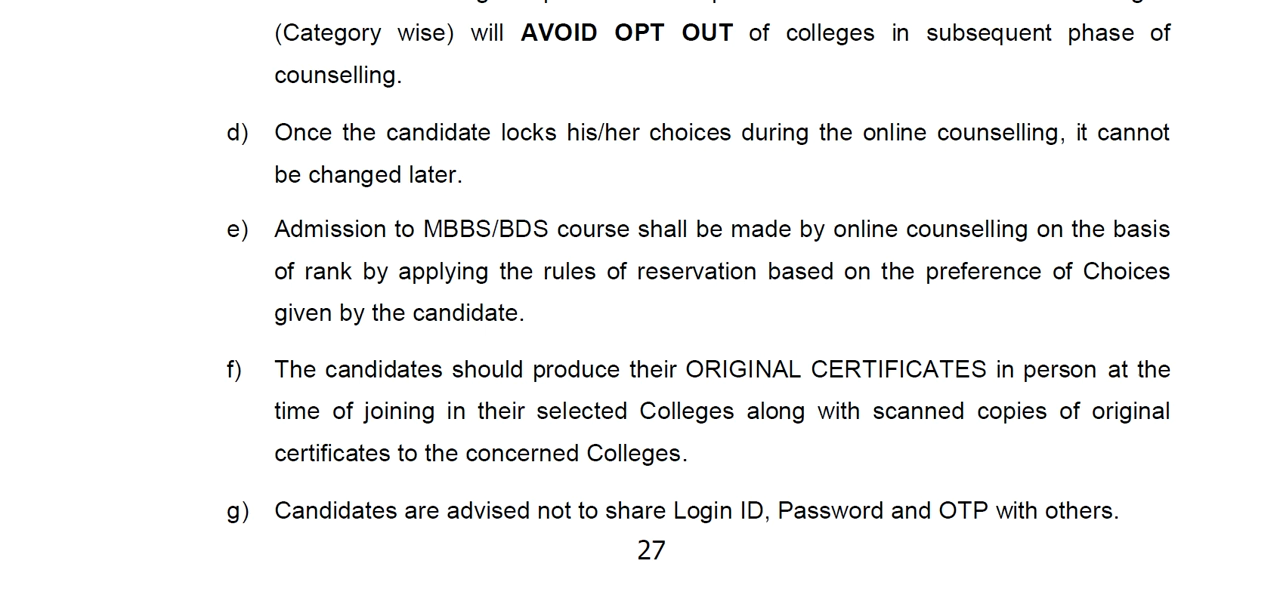 (Category wise) will AVOID OPT OUT of colleges in subsequent phase of
counselling.
d) Once the candidate locks his/her choices during the online counselling, it cannot
be changed later.
e) Admission to MBBS/BDS course shall be made by online counselling on the basis
of rank by applying the rules of reservation based on the preference of Choices
given by the candidate.
f) The candidates should produce their ORIGINAL CERTIFICATES in person at the
time of joining in their selected Colleges along with scanned copies of original
certificates to the concerned Colleges.
g) Candidates are advised not to share Login ID, Password and OTP with others.
27